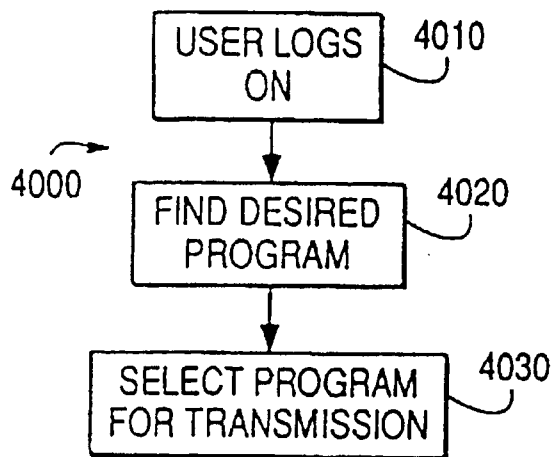 USER LOGS
ON
4010
4000
FIND DESIRED
PROGRAM
4020
SELECT PROGRAM
FOR TRANSMISSION
4030